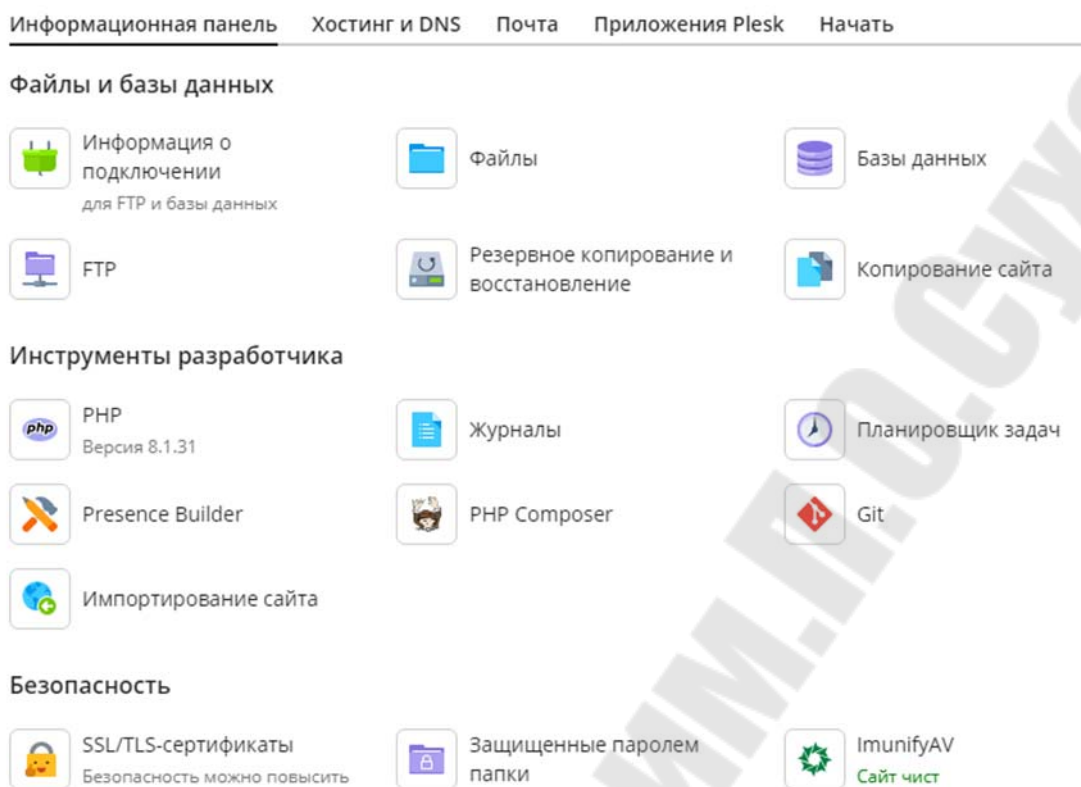 Информационная панель Хостинг и DNS Почта Приложения Plesk Начать
Файлы и базы данных
Информация о
подключении
для FTP и базы данных
Файлы
Базы данных
FTP
Резервное копирование и
восстановление
Копирование сайта
Инструменты разработчика
php
PHP
Версия 8.1.31
Журналы
Планировщик задач
Presence Builder
PHP Composer
Git
Импортирование сайта
Безопасность
SSL/TLS-сертификаты
Безопасность можно повысить
Защищенные паролем
папки
ImunifyAV
Сайт чист